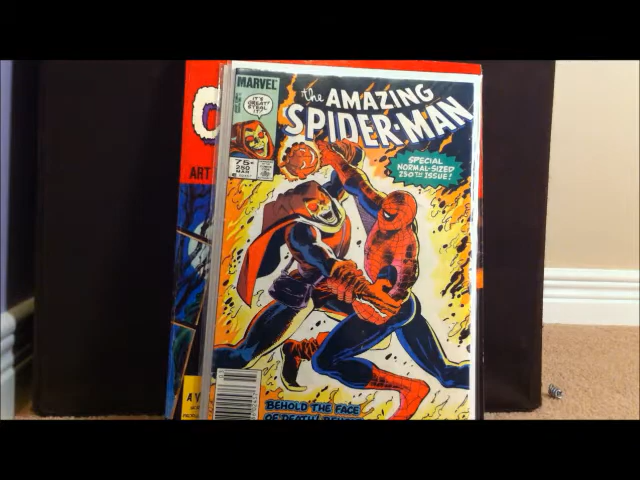 MARVEL
IT'S
GREAT!
STEAL
IT!
the AMAZING
SPIDER-MAN
75¢
250
MAR
SPECIAL
NORMAL-SIZED
250TH ISSUE!
ART
BEHOLD THE FACE